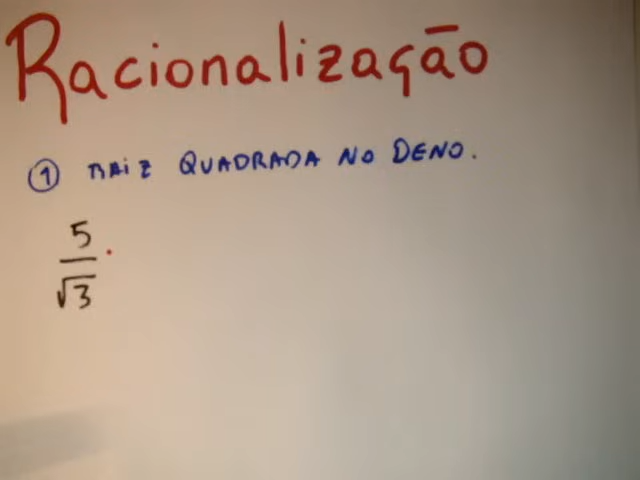 Racionalização
① RAIZ QUADRADA NO DENO.
5
√3 ·